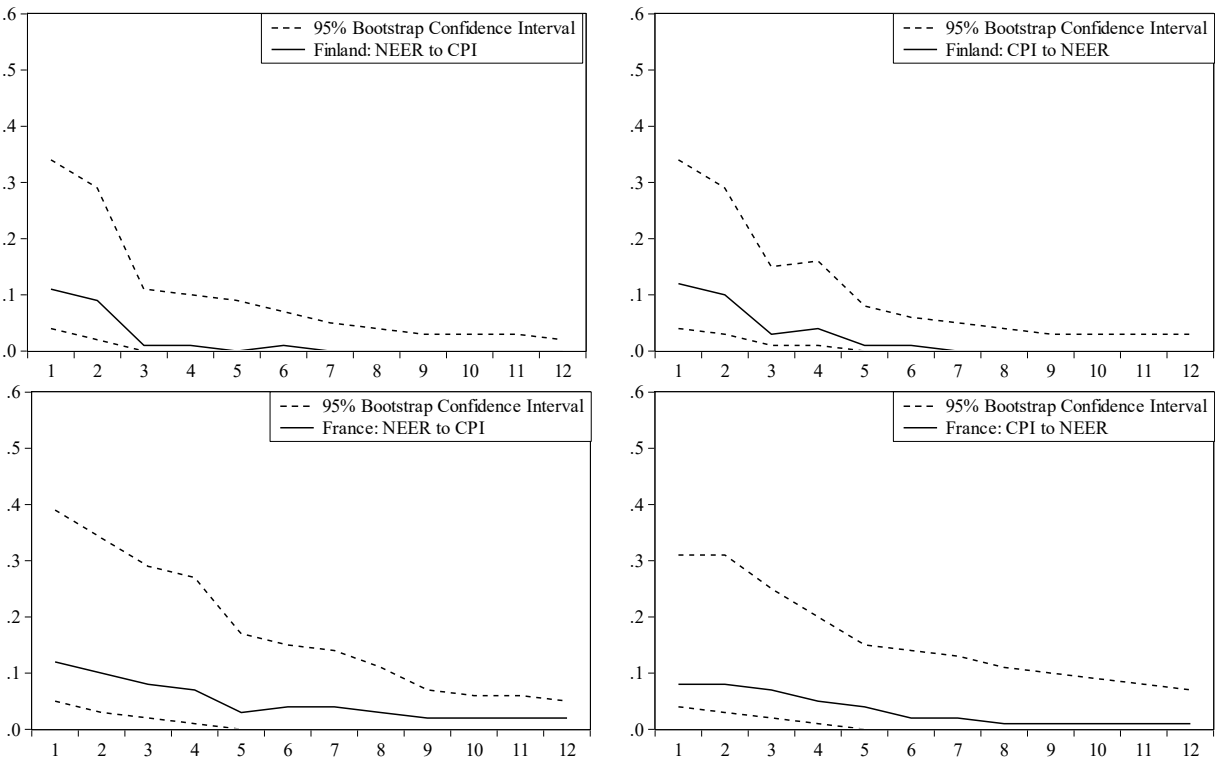 .6
.5
.4
.3
.2
.1
.0
95% Bootstrap Confidence Interval
Finland: NEER to CPI
1 2 3 4 5 6 7 8 9 10 11 12
.6
.5
.4
.3
.2
.1
.0
95% Bootstrap Confidence Interval
Finland: CPI to NEER
1 2 3 4 5 6 7 8 9 10 11 12
.6
.5
.4
.3
.2
.1
.0
95% Bootstrap Confidence Interval
France: NEER to CPI
1 2 3 4 5 6 7 8 9 10 11 12
.6
.5
.4
.3
.2
.1
.0
95% Bootstrap Confidence Interval
France: CPI to NEER
1 2 3 4 5 6 7 8 9 10 11 12